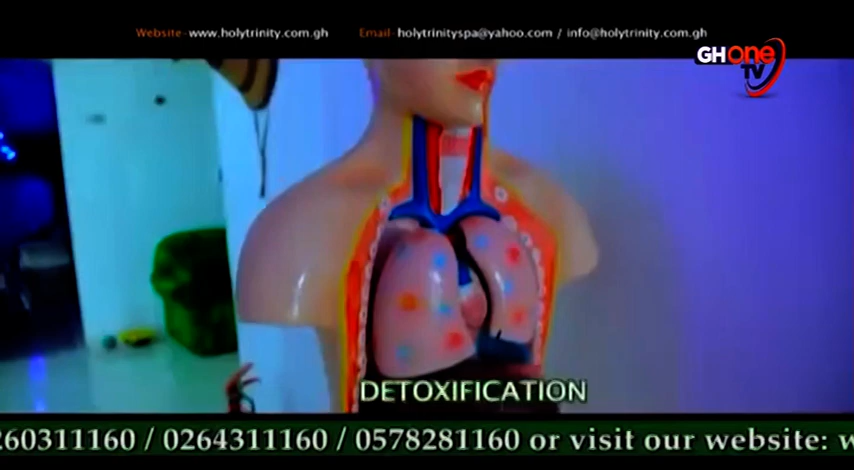 Website-www.holytrinity.com.gh Email- holytrinityspa@yahoo.com / info@holytrinity.com.gh
GHone
TV
DETOXIFICATION
260311160 / 0264311160 / 0578281160 or visit our website: w